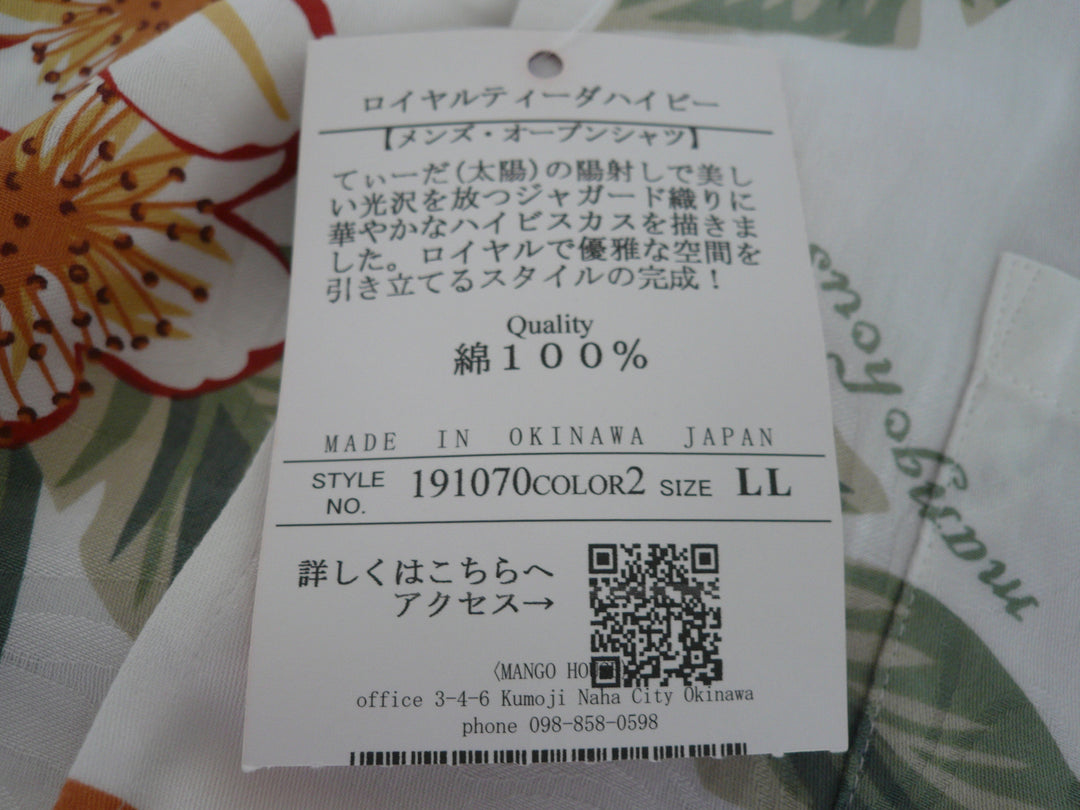 ロイヤルティーダハイビー
【メンズ・オープンシャツ】
てぃーだ(太陽)の陽射しで美し
い光沢を放つジャガード織りに
華やかなハイビスカスを描きま
した。ロイヤルで優雅な空間を
引き立てるスタイルの完成！
Quality
綿１００％
MADE IN OKINAWA JAPAN
STYLE NO. 191070COLOR2 SIZE LL
詳しくはこちらへ
アクセス→
〈MANGO HOUSE〉
office 3-4-6 Kumoji Naha City Okinawa
phone 098-858-0598
mango house